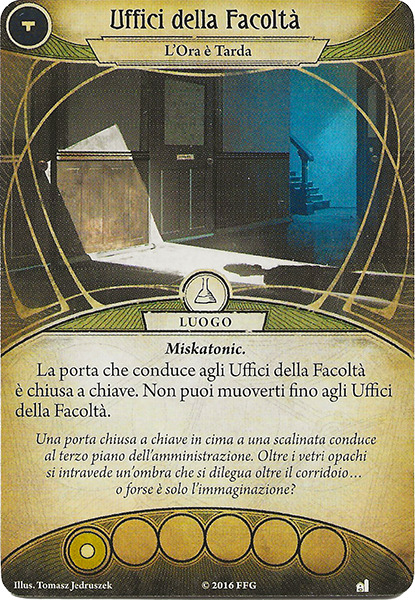 Uffici della Facoltà
L'Ora è Tarda
LUOGO
Miskatonic.
La porta che conduce agli Uffici della Facoltà
è chiusa a chiave. Non puoi muoverti fino agli Uffici
della Facoltà.
Una porta chiusa a chiave in cima a una scalinata conduce
al terzo piano dell'amministrazione. Oltre i vetri opachi
si intravede un'ombra che si dilegua oltre il corridoio…
o forse è solo l'immaginazione?
Illus. Tomasz Jedruszek
© 2016 FFG